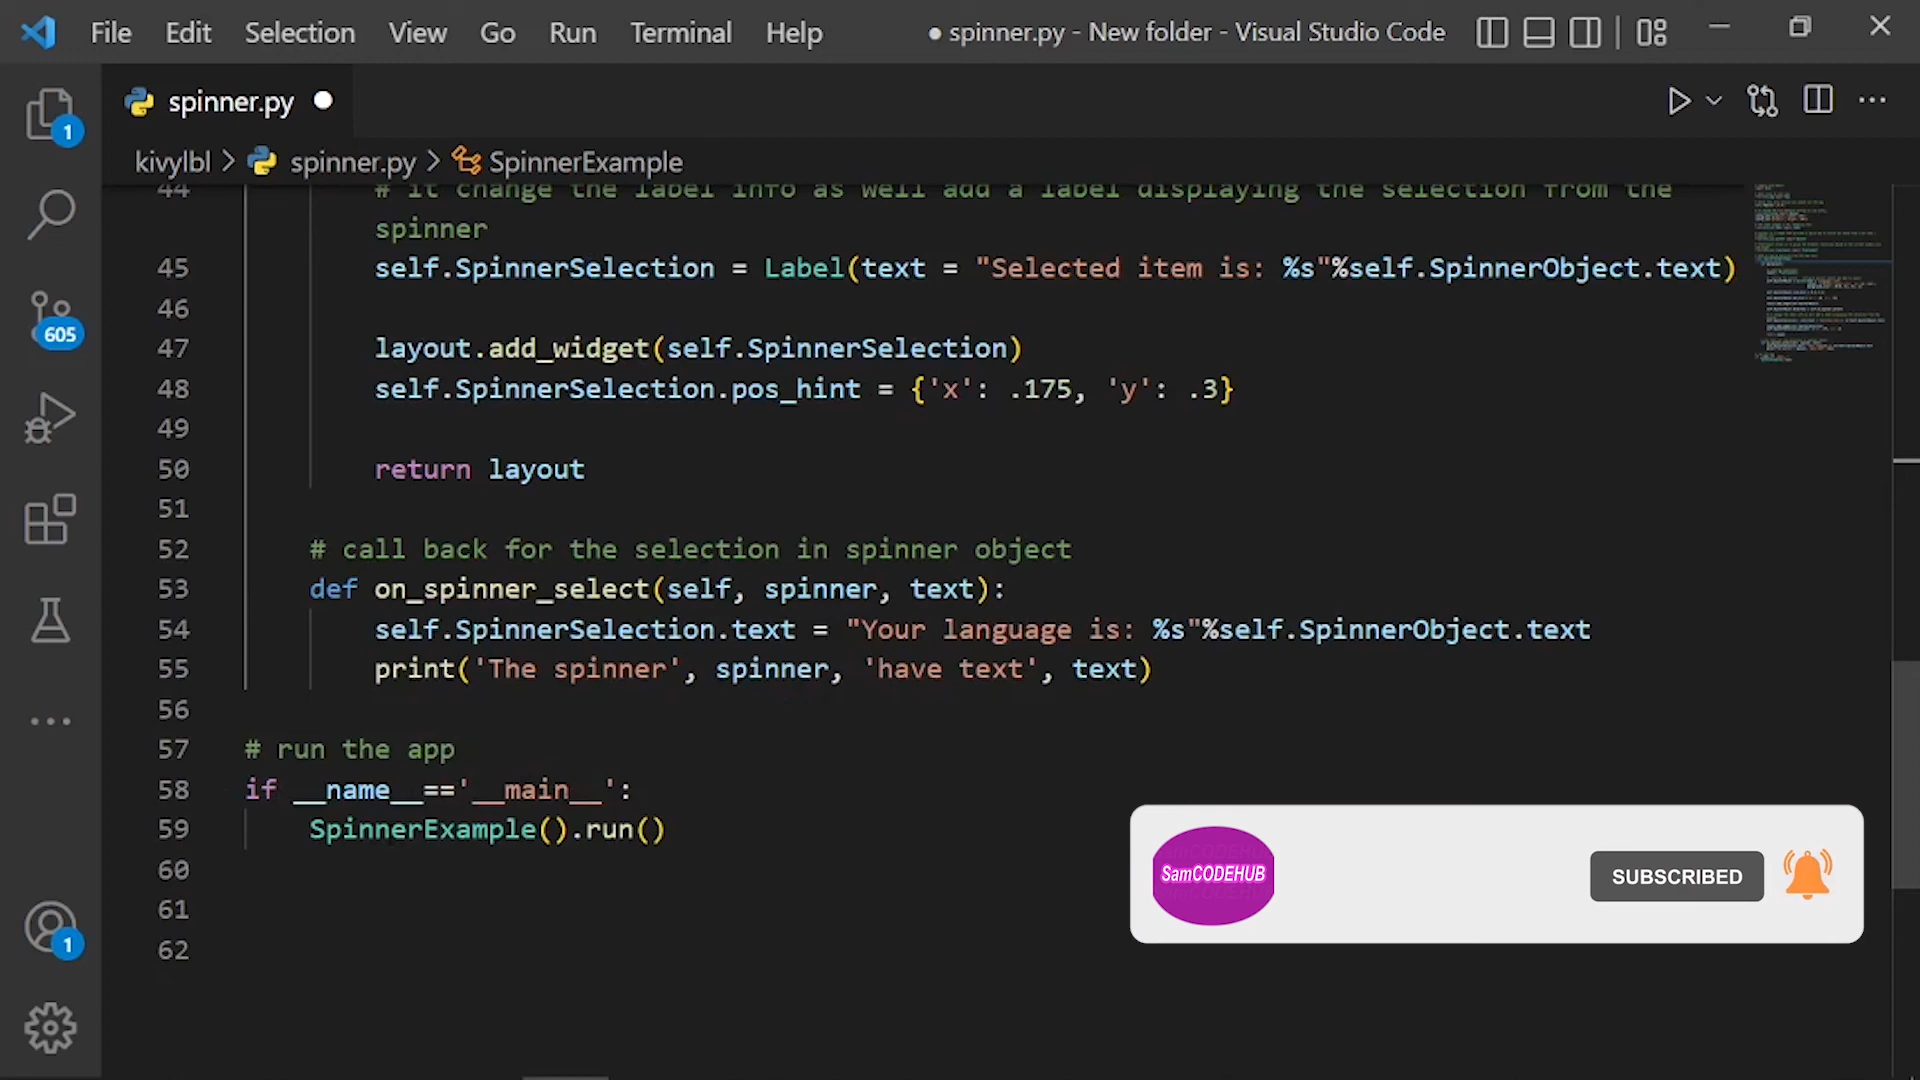 File Edit Selection View Go Run Terminal Help ● spinner.py - New folder - Visual Studio Code
spinner.py
kivylbl > spinner.py > SpinnerExample
44 # it change the label info as well add a label displaying the selection from the
spinner
45 self.SpinnerSelection = Label(text = "Selected item is: %s"%self.SpinnerObject.text)
46
47 layout.add_widget(self.SpinnerSelection)
48 self.SpinnerSelection.pos_hint = {'x': .175, 'y': .3}
49
50 return layout
51
52 # call back for the selection in spinner object
53 def on_spinner_select(self, spinner, text):
54 self.SpinnerSelection.text = "Your language is: %s"%self.SpinnerObject.text
55 print('The spinner', spinner, 'have text', text)
56
57 # run the app
58 if __name__=='__main__':
59 SpinnerExample().run()
60
61
62
1
605
1
SamCODEHUB
SUBSCRIBED